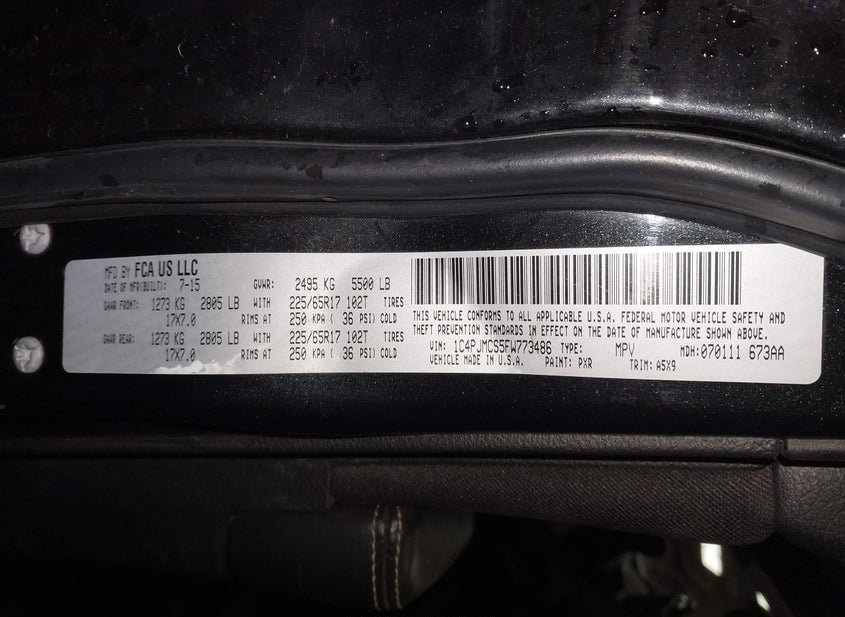 MFD BY FCA US LLC
DATE OF MFR(BUILT): 7-15 GVWR: 2495 KG 5500 LB
GAWR FRONT: 1273 KG 2805 LB WITH 225/65R17 102T TIRES
17X7.0 RIMS AT 250 KPA ( 36 PSI) COLD
GAWR REAR: 1273 KG 2805 LB WITH 225/65R17 102T TIRES
17X7.0 RIMS AT 250 KPA ( 36 PSI) COLD
THIS VEHICLE CONFORMS TO ALL APPLICABLE U.S.A. FEDERAL MOTOR VEHICLE SAFETY AND
THEFT PREVENTION STANDARDS IN EFFECT ON THE DATE OF MANUFACTURE SHOWN ABOVE.
VIN: 1C4PJMCS5FW773486 TYPE: MPV MDH:070111 673AA
VEHICLE MADE IN U.S.A. PAINT: PXR TRIM: A5X9